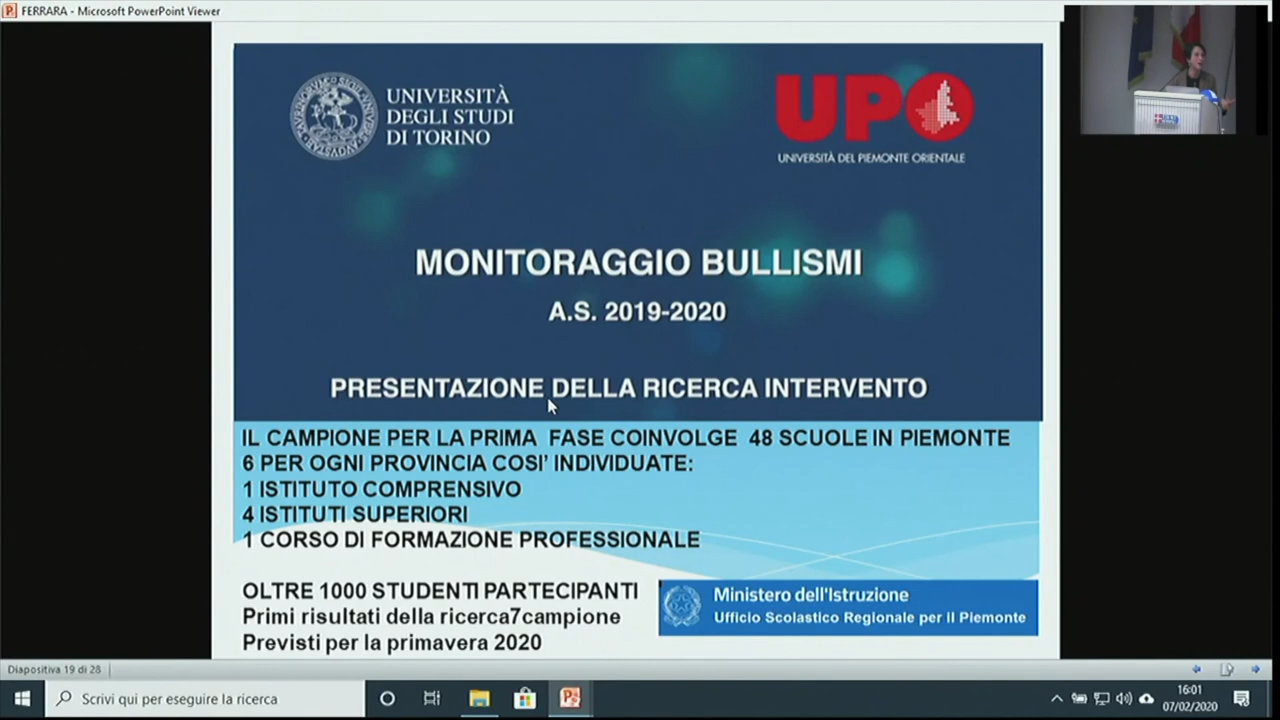 FERRARA - Microsoft PowerPoint Viewer
UNIVERSITÀ
DEGLI STUDI
DI TORINO
UPO
UNIVERSITÀ DEL PIEMONTE ORIENTALE
MONITORAGGIO BULLISMI
A.S. 2019-2020
PRESENTAZIONE DELLA RICERCA INTERVENTO
IL CAMPIONE PER LA PRIMA FASE COINVOLGE 48 SCUOLE IN PIEMONTE
6 PER OGNI PROVINCIA COSI' INDIVIDUATE:
1 ISTITUTO COMPRENSIVO
4 ISTITUTI SUPERIORI
1 CORSO DI FORMAZIONE PROFESSIONALE
OLTRE 1000 STUDENTI PARTECIPANTI
Primi risultati della ricerca7campione
Previsti per la primavera 2020
Ministero dell'Istruzione
Ufficio Scolastico Regionale per il Piemonte
Diapositiva 19 di 28
Scrivi qui per eseguire la ricerca
16:01
07/02/2020